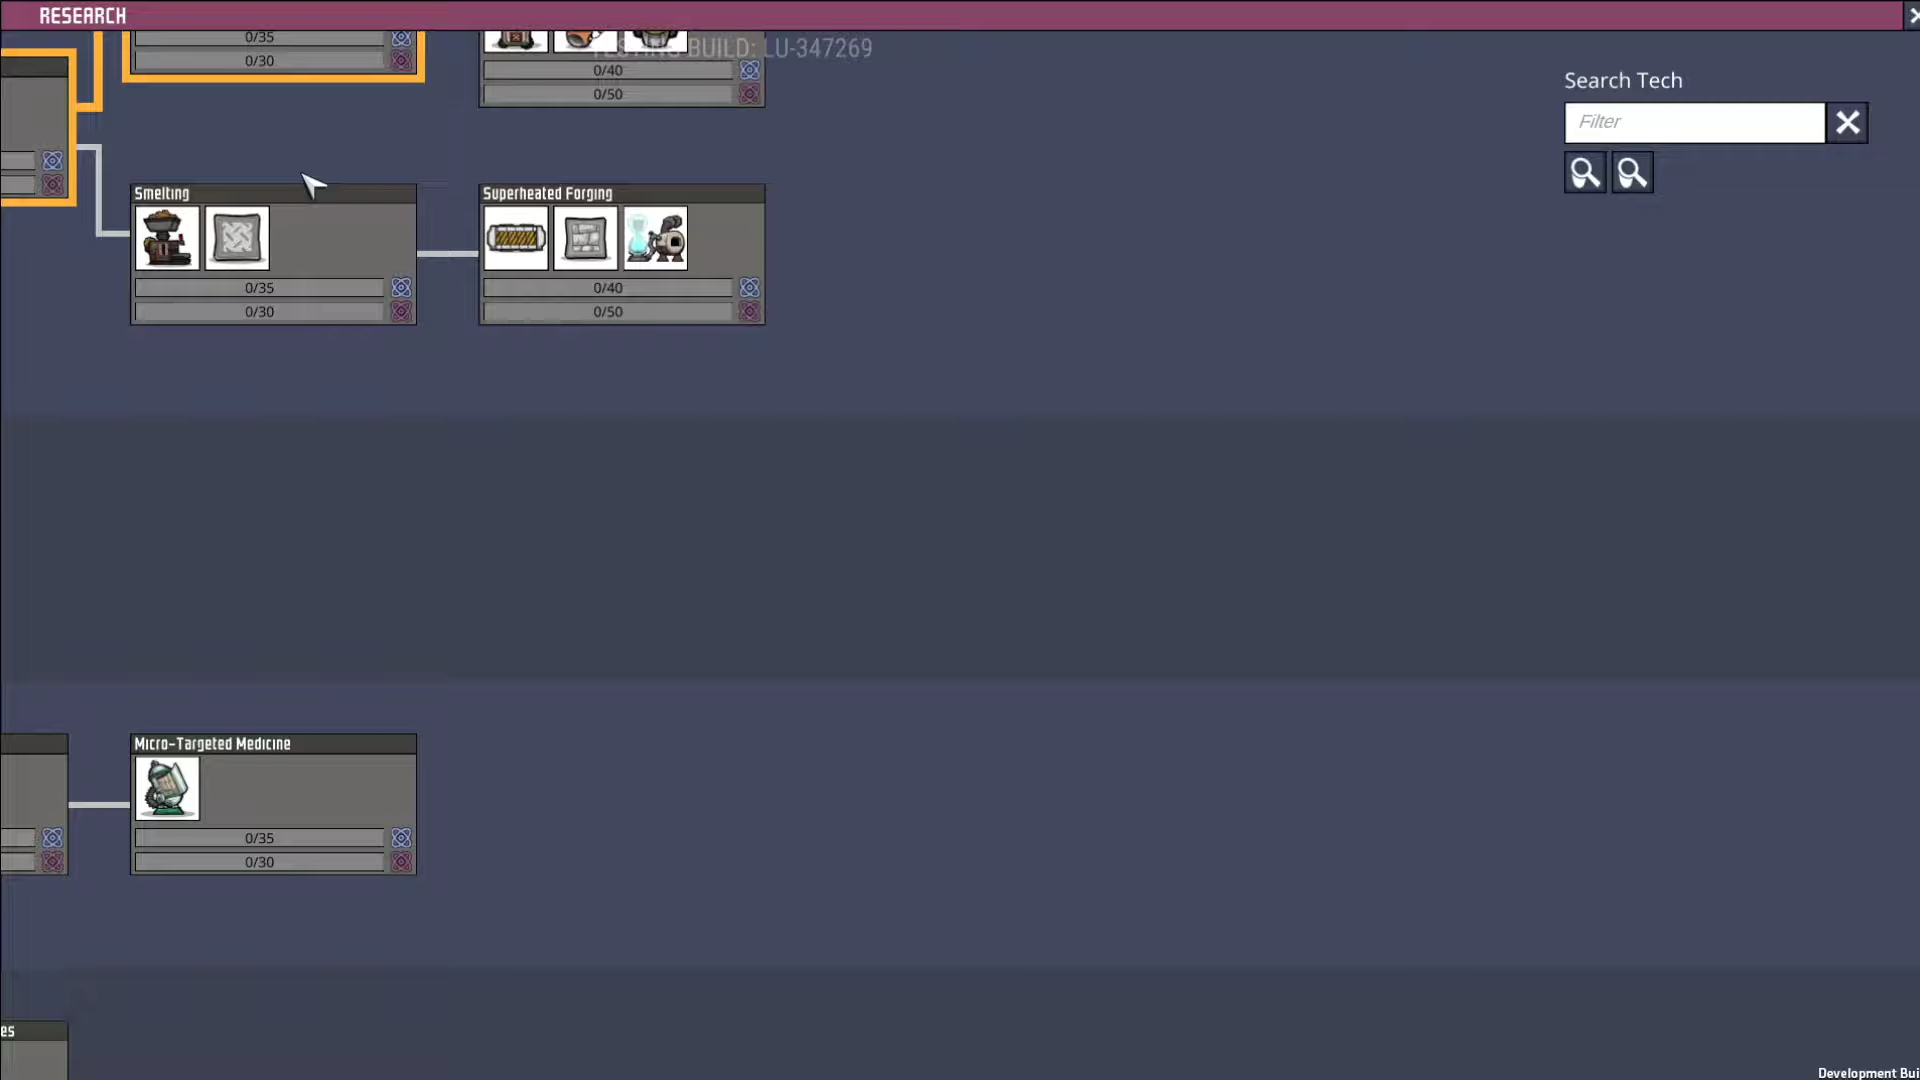 RESEARCH
0/35
0/30
BUILD: LU-347269
0/40
0/50
Search Tech
Filter
Smelting
0/35
0/30
Superheated Forging
0/40
0/50
Micro-Targeted Medicine
0/35
0/30
es
Development Bui